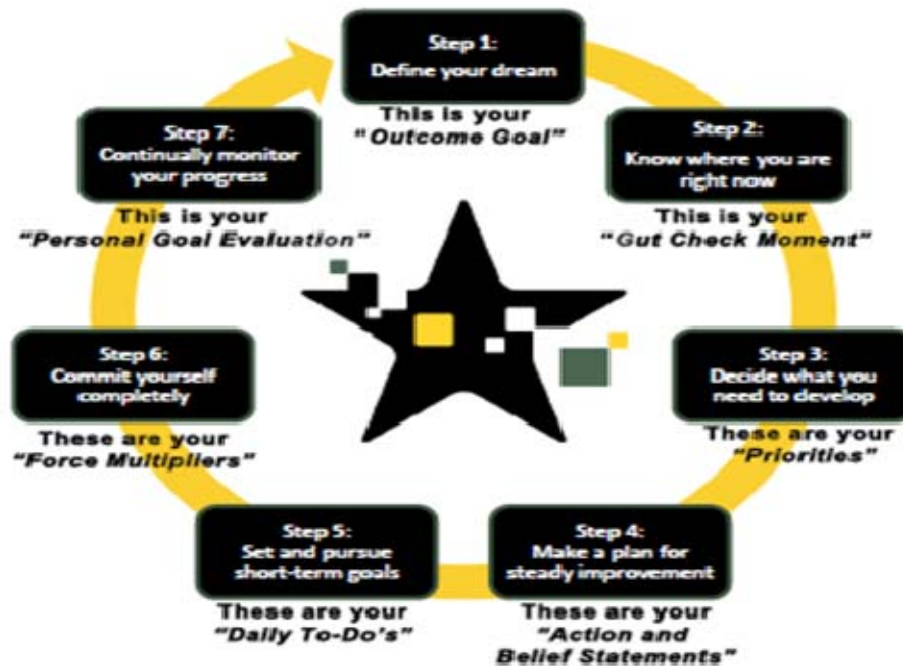 Step 1:
Define your dream
This is your
"Outcome Goal"
Step 2:
Know where you are
right now
This is your
"Gut Check Moment"
Step 3:
Decide what you
need to develop
These are your
"Priorities"
Step 4:
Make a plan for
steady improvement
These are your
"Action and
Belief Statements"
Step 5:
Set and pursue
short-term goals
These are your
"Daily To-Do's"
Step 6:
Commit yourself
completely
These are your
"Force Multipliers"
Step 7:
Continually monitor
your progress
This is your
"Personal Goal Evaluation"